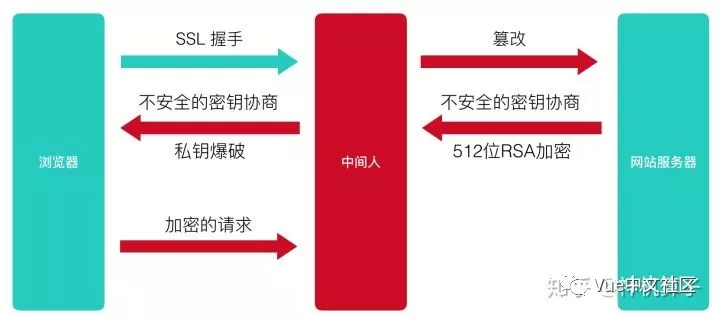 SSL 握手
篡改
不安全的密钥协商
不安全的密钥协商
浏览器
私钥爆破
中间人
512位RSA加密
网站服务器
加密的请求
知乎
Vue中文社区